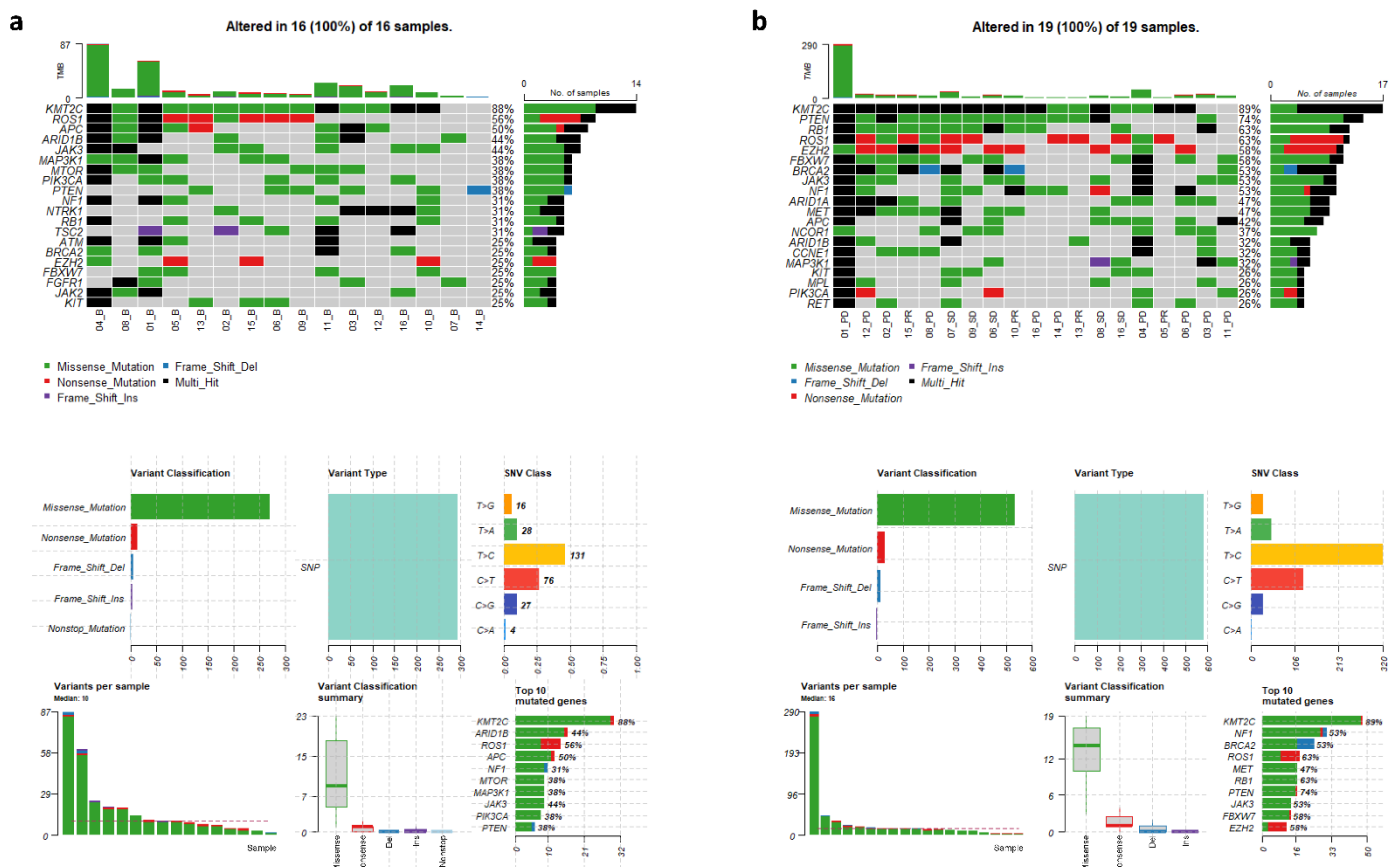 a
Altered in 16 (100%) of 16 samples.
87
0
TMB
0 14
No. of samples
KMT2C 88%
ROS1 56%
APC 50%
ARID1B 44%
JAK3 44%
MAP3K1 38%
MTOR 38%
PIK3CA 38%
PTEN 38%
NF1 31%
NTRK1 31%
RB1 31%
TSC2 31%
ATM 25%
BRCA2 25%
EZH2 25%
FBXW7 25%
FGFR1 25%
JAK2 25%
KIT 25%
04_B 08_B 01_B 05_B 13_B 02_B 15_B 06_B 09_B 11_B 03_B 12_B 16_B 10_B 07_B 14_B
Missense_Mutation Frame_Shift_Del
Nonsense_Mutation Multi_Hit
Frame_Shift_Ins
Variant Classification
Missense_Mutation
Nonsense_Mutation
Frame_Shift_Del
Frame_Shift_Ins
Nonstop_Mutation
0 50 100 150 200 250 300
Variant Type
SNP
0 50 100 150 200 250 300
SNV Class
T>G 16
T>A 28
T>C 131
C>T 76
C>G 27
C>A 4
0.00 0.25 0.50 0.75 1.00
Variants per sample
Median: 10
87
58
29
0
Sample
Variant Classification
summary
23
15
7
0
Missense Nonsense Del Ins Nonstop
Top 10
mutated genes
KMT2C 88%
ARID1B 44%
ROS1 56%
APC 50%
NF1 31%
MTOR 38%
MAP3K1 38%
JAK3 44%
PIK3CA 38%
PTEN 38%
0 10 21 32
b
Altered in 19 (100%) of 19 samples.
290
0
TMB
0 17
No. of samples
KMT2C 89%
PTEN 74%
RB1 63%
ROS1 63%
EZH2 58%
FBXW7 58%
BRCA2 53%
JAK3 53%
NF1 53%
ARID1A 47%
MET 47%
APC 42%
NCOR1 37%
ARID1B 32%
CCNE1 32%
MAP3K1 32%
KIT 26%
MPL 26%
PIK3CA 26%
RET 26%
01_PD 12_PD 02_PD 15_PR 08_PD 07_SD 09_SD 06_SD 10_PR 16_PD 14_PD 13_PD 08_SD 16_SD 04_PD 05_PR 06_PD 03_PD 11_PD
Missense_Mutation Frame_Shift_Ins
Frame_Shift_Del Multi_Hit
Nonsense_Mutation
Variant Classification
Missense_Mutation
Nonsense_Mutation
Frame_Shift_Del
Frame_Shift_Ins
0 100 200 300 400 500 600
Variant Type
SNP
0 100 200 300 400 500 600
SNV Class
T>G
T>A
T>C
C>T
C>G
C>A
0 106 213 320
Variants per sample
Median: 16
290
193
96
0
Variant Classification
summary
19
12
6
0
Missense Nonsense Del Ins
Top 10
mutated genes
KMT2C 89%
NF1 53%
BRCA2 53%
ROS1 63%
MET 47%
RB1 63%
PTEN 74%
JAK3 53%
FBXW7 58%
EZH2 58%
0 16 33 50